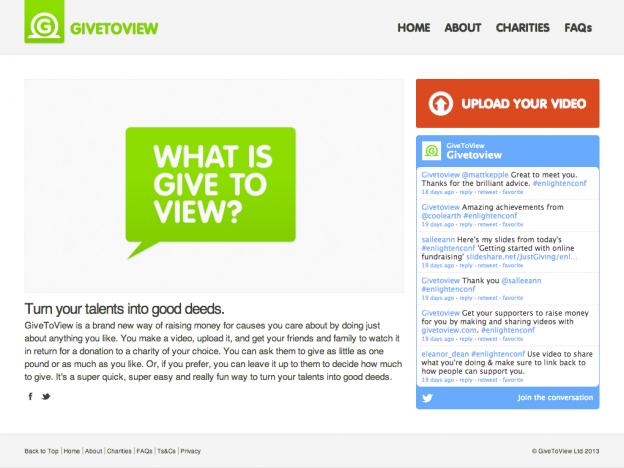 GIVETOVIEW
HOME ABOUT CHARITIES FAQs
WHAT IS
GIVE TO
VIEW?
Turn your talents into good deeds.
GiveToView is a brand new way of raising money for causes you care about by doing just
about anything you like. You make a video, upload it, and get your friends and family to watch it
in return for a donation to a charity of your choice. You can ask them to give as little as one
pound or as much as you like. Or, if you prefer, you can leave it up to them to decide how much
to give. It's a super quick, super easy and really fun way to turn your talents into good deeds.
UPLOAD YOUR VIDEO
GiveToView
Givetoview
Givetoview @mattkepple Great to meet you.
Thanks for the brilliant advice. #enlightenconf
18 days ago · reply · retweet · favorite
Givetoview Amazing achievements from
@coolearth #enlightenconf
19 days ago · reply · retweet · favorite
salleeann Here's my slides from today's
#enlightenconf 'Getting started with online
fundraising' slideshare.net/JustGiving/enl...
19 days ago · reply · retweet · favorite
Givetoview Thank you @salleeann
#enlightenconf
19 days ago · reply · retweet · favorite
Givetoview Get your supporters to raise money
for you by making and sharing videos with
givetoview.com. #enlightenconf
19 days ago · reply · retweet · favorite
eleanor_dean #enlightenconf Use video to share
what you're doing & make sure to link back to
how people can support you.
19 days ago · reply · retweet · favorite
Join the conversation
Back to Top | Home | About | Charities | FAQs | Ts&Cs | Privacy
© GiveToView Ltd 2013